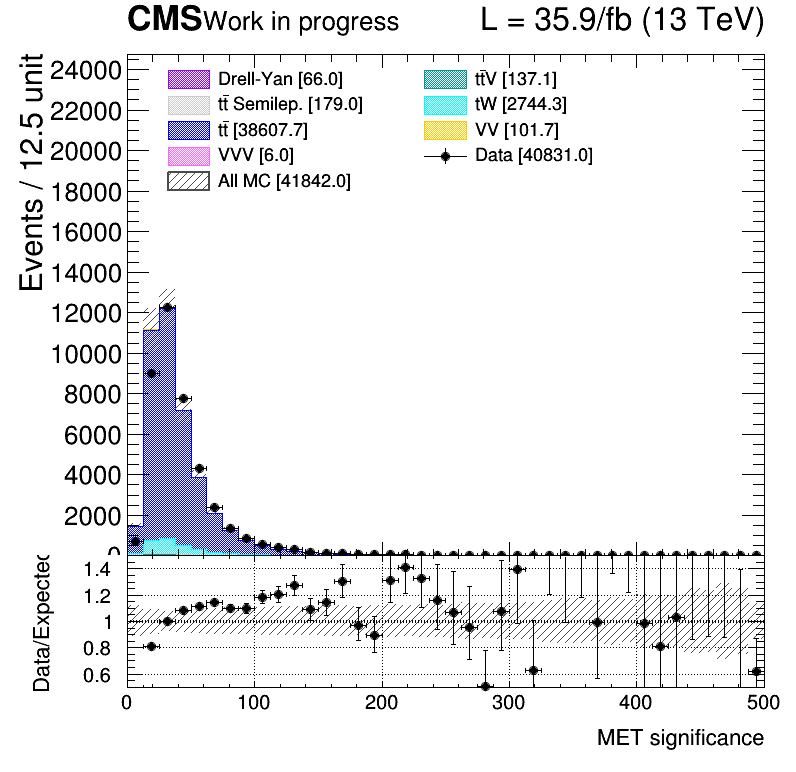 CMS Work in progress L = 35.9/fb (13 TeV)
Events / 12.5 unit
24000
22000
20000
18000
16000
14000
12000
10000
8000
6000
4000
2000
0
Drell-Yan [66.0]
tt̄ Semilep. [179.0]
tt̄ [38607.7]
VVV [6.0]
All MC [41842.0]
tt̄V [137.1]
tW [2744.3]
VV [101.7]
Data [40831.0]
Data/Expected
1.4
1.2
1
0.8
0.6
0 100 200 300 400 500
MET significance